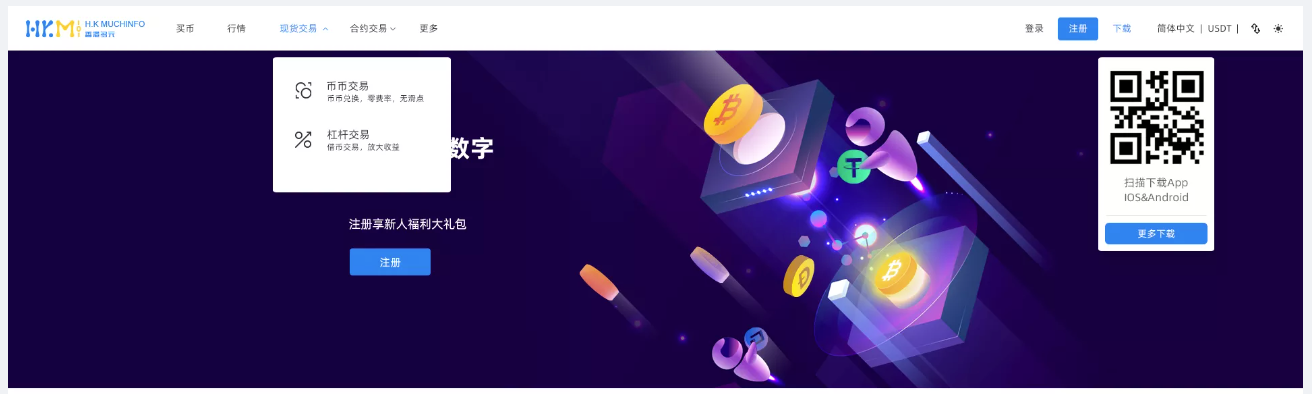 H.K MUCHINFO
买币 行情 现货交易 合约交易 更多 登录 注册 下载 简体中文 | USDT |
币币交易
币币兑换，零费率，无滑点
杠杆交易
借币交易，放大收益
数字
注册享新人福利大礼包
注册
扫描下载App
IOS&Android
更多下载